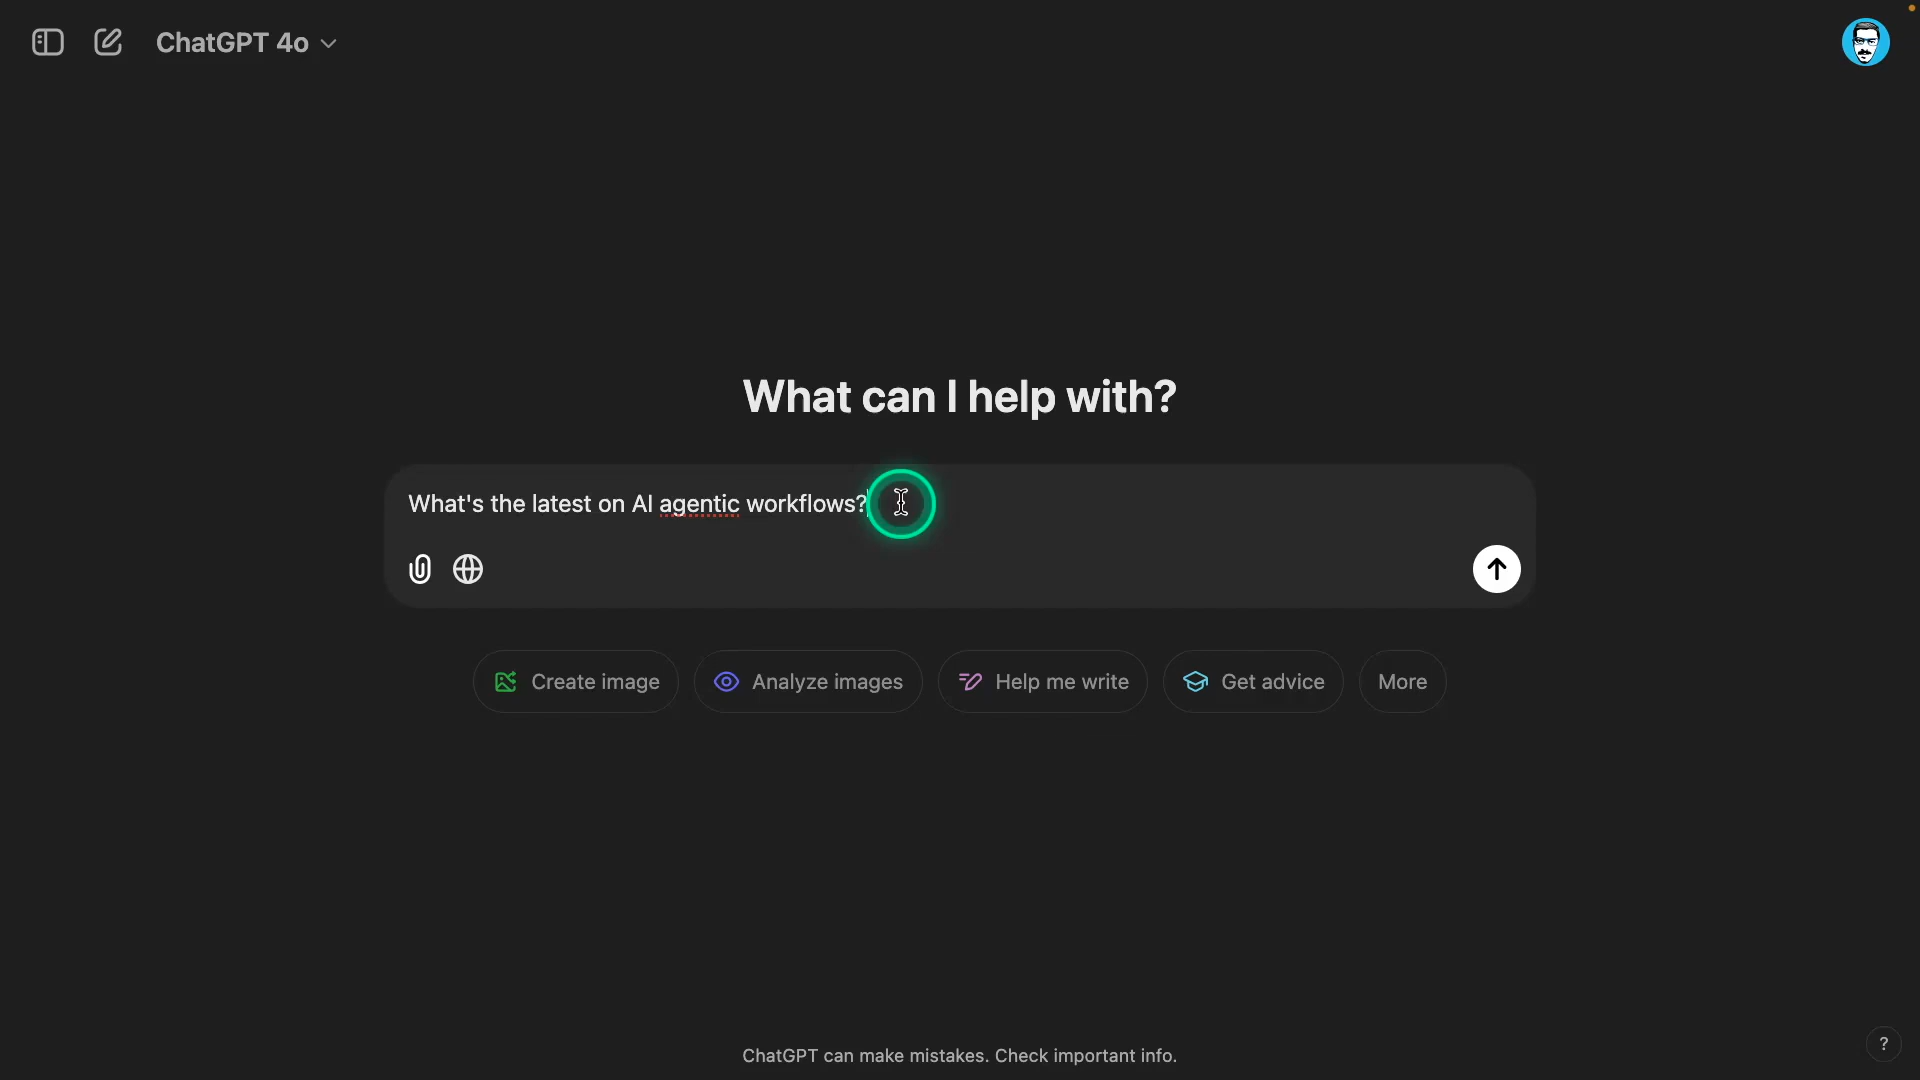 ChatGPT 4o
What can I help with?
What's the latest on AI agentic workflows?
Create image
Analyze images
Help me write
Get advice
More
ChatGPT can make mistakes. Check important info.
?